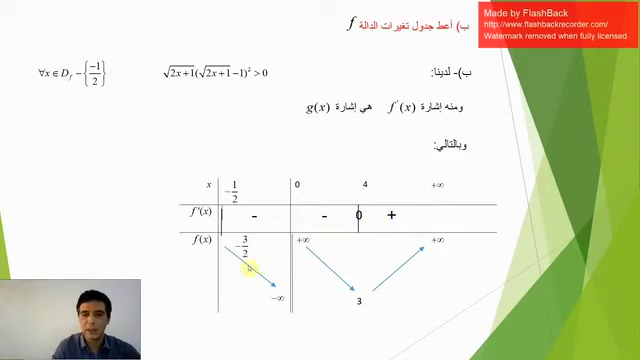 Made by FlashBack
https://flashbackrecorder.com/
Watermark removed when fully licensed
ب) أعط جدول تغيرات الدالة f
ب)- لدينا: √(2x+1)(√(2x+1)−1)² > 0 ∀x ∈ D_f − {−1/2}
ومنه إشارة f'(x) هي إشارة g(x)
وبالتالي:
x −1/2 0 4 +∞
f'(x) - - 0 +
f(x) −3/2 +∞ +∞
−∞ 3